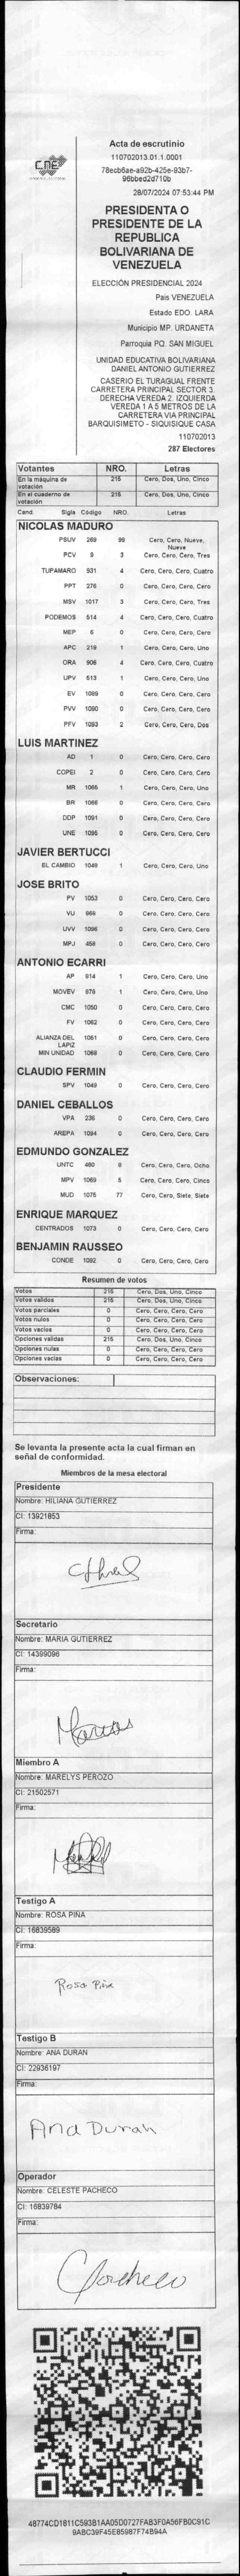 CNE
Acta de escrutinio
110702013.01.1.0001
78ecb6ae-a92b-425e-93b7-
96bbed2d710b
28/07/2024 07:53:44 PM
PRESIDENTA O
PRESIDENTE DE LA
REPUBLICA
BOLIVARIANA DE
VENEZUELA
ELECCIÓN PRESIDENCIAL 2024
Pais VENEZUELA
Estado EDO. LARA
Municipio MP. URDANETA
Parroquia PQ. SAN MIGUEL
UNIDAD EDUCATIVA BOLIVARIANA
DANIEL ANTONIO GUTIERREZ
CASERIO EL TURAGUAL FRENTE
CARRETERA PRINCIPAL SECTOR 3.
DERECHA VEREDA 2. IZQUIERDA
VEREDA 1 A 5 METROS DE LA
CARRETERA VIA PRINCIPAL
BARQUISIMETO - SIQUISIQUE CASA
110702013
287 Electores
Votantes NRO. Letras
En la máquina de votación 215 Cero, Dos, Uno, Cinco
En el cuaderno de votación 215 Cero, Dos, Uno, Cinco
Cand. Sigla Código NRO. Letras
NICOLAS MADURO
PSUV 269 99 Cero, Cero, Nueve, Nueve
PCV 9 3 Cero, Cero, Cero, Tres
TUPAMARO 931 4 Cero, Cero, Cero, Cuatro
PPT 276 0 Cero, Cero, Cero, Cero
MSV 1017 3 Cero, Cero, Cero, Tres
PODEMOS 514 4 Cero, Cero, Cero, Cuatro
MEP 6 0 Cero, Cero, Cero, Cero
APC 219 1 Cero, Cero, Cero, Uno
ORA 906 4 Cero, Cero, Cero, Cuatro
UPV 613 1 Cero, Cero, Cero, Uno
EV 1089 0 Cero, Cero, Cero, Cero
PVV 1090 0 Cero, Cero, Cero, Cero
PFV 1093 2 Cero, Cero, Cero, Dos
LUIS MARTINEZ
AD 1 0 Cero, Cero, Cero, Cero
COPEI 2 0 Cero, Cero, Cero, Cero
MR 1065 1 Cero, Cero, Cero, Uno
BR 1066 0 Cero, Cero, Cero, Cero
DDP 1091 0 Cero, Cero, Cero, Cero
UNE 1095 0 Cero, Cero, Cero, Cero
JAVIER BERTUCCI
EL CAMBIO 1049 1 Cero, Cero, Cero, Uno
JOSE BRITO
PV 1053 0 Cero, Cero, Cero, Cero
VU 0 Cero, Cero, Cero, Cero
UVV 1096 0 Cero, Cero, Cero, Cero
MPJ 458 0 Cero, Cero, Cero, Cero
ANTONIO ECARRI
AP 914 1 Cero, Cero, Cero, Uno
MOVEV 1 Cero, Cero, Cero, Uno
CMC 1050 0 Cero, Cero, Cero, Cero
FV 1062 0 Cero, Cero, Cero, Cero
ALIANZA DEL LAPIZ 1051 0 Cero, Cero, Cero, Cero
MIN UNIDAD 1068 0 Cero, Cero, Cero, Cero
CLAUDIO FERMIN
SPV 1049 0 Cero, Cero, Cero, Cero
DANIEL CEBALLOS
VPA 236 0 Cero, Cero, Cero, Cero
AREPA 1094 0 Cero, Cero, Cero, Cero
EDMUNDO GONZALEZ
UNTC 460 8 Cero, Cero, Cero, Ocho
MPV 1069 5 Cero, Cero, Cero, Cinco
MUD 1075 77 Cero, Cero, Siete, Siete
ENRIQUE MARQUEZ
CENTRADOS 1073 0 Cero, Cero, Cero, Cero
BENJAMIN RAUSSEO
CONDE 1092 0 Cero, Cero, Cero, Cero
Resumen de votos
Votos 215 Cero, Dos, Uno, Cinco
Votos validos 215 Cero, Dos, Uno, Cinco
Votos parciales 0 Cero, Cero, Cero, Cero
Votos nulos 0 Cero, Cero, Cero, Cero
Votos vacios 0 Cero, Cero, Cero, Cero
Opciones validas 215 Cero, Dos, Uno, Cinco
Opciones nulas 0 Cero, Cero, Cero, Cero
Opciones vacias 0 Cero, Cero, Cero, Cero
Observaciones:
Se levanta la presente acta la cual firman en
señal de conformidad.
Miembros de la mesa electoral
Presidente
Nombre: HILIANA GUTIERREZ
CI: 13921853
Firma:
Secretario
Nombre: MARIA GUTIERREZ
CI: 14399096
Firma:
Miembro A
Nombre: MARELYS PEROZO
CI: 21502571
Firma:
Testigo A
Nombre: ROSA PIÑA
CI: 16839589
Firma:
Rosa Piña
Testigo B
Nombre: ANA DURAN
CI: 22936197
Firma:
Ana Duran
Operador
Nombre: CELESTE PACHECO
CI: 16839784
Firma:
CPacheco
48774CD1811C593B1AA05D0727FAB3F0A56FB0C91C
9ABC39F45E85987F74B94A